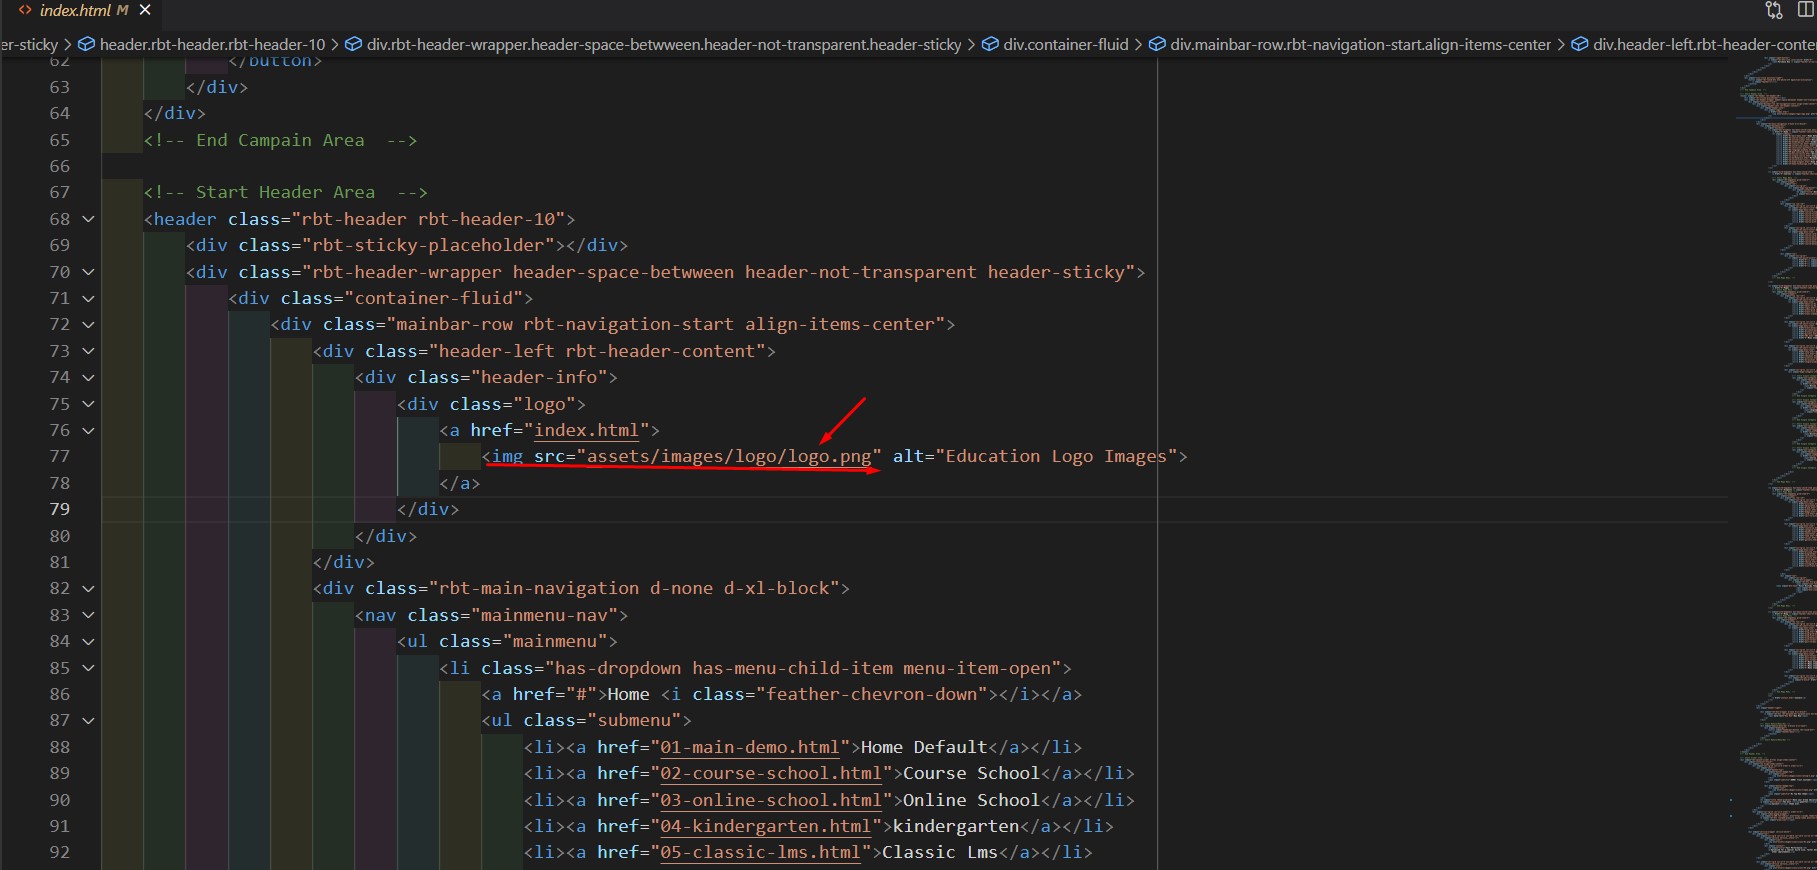 <> index.html M ×
er-sticky > header.rbt-header.rbt-header-10 > div.rbt-header-wrapper.header-space-betwween.header-not-transparent.header-sticky > div.container-fluid > div.mainbar-row.rbt-navigation-start.align-items-center > div.header-left.rbt-header-conte
62 </button>
63 </div>
64 </div>
65 <!-- End Campain Area  -->
66
67 <!-- Start Header Area  -->
68 <header class="rbt-header rbt-header-10">
69 <div class="rbt-sticky-placeholder"></div>
70 <div class="rbt-header-wrapper header-space-betwween header-not-transparent header-sticky">
71 <div class="container-fluid">
72 <div class="mainbar-row rbt-navigation-start align-items-center">
73 <div class="header-left rbt-header-content">
74 <div class="header-info">
75 <div class="logo">
76 <a href="index.html">
77 <img src="assets/images/logo/logo.png" alt="Education Logo Images">
78 </a>
79 </div>
80 </div>
81 </div>
82 <div class="rbt-main-navigation d-none d-xl-block">
83 <nav class="mainmenu-nav">
84 <ul class="mainmenu">
85 <li class="has-dropdown has-menu-child-item menu-item-open">
86 <a href="#">Home <i class="feather-chevron-down"></i></a>
87 <ul class="submenu">
88 <li><a href="01-main-demo.html">Home Default</a></li>
89 <li><a href="02-course-school.html">Course School</a></li>
90 <li><a href="03-online-school.html">Online School</a></li>
91 <li><a href="04-kindergarten.html">kindergarten</a></li>
92 <li><a href="05-classic-lms.html">Classic Lms</a></li>